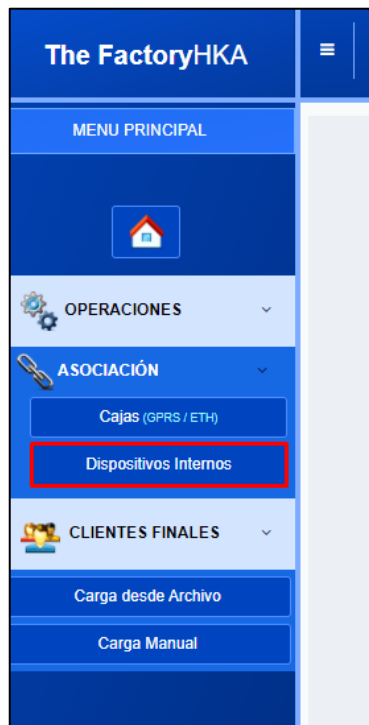 The FactoryHKA
MENU PRINCIPAL
OPERACIONES
ASOCIACIÓN
Cajas (GPRS / ETH)
Dispositivos Internos
CLIENTES FINALES
Carga desde Archivo
Carga Manual